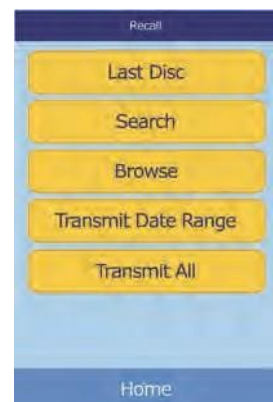 Recall
Last Disc
Search
Browse
Transmit Date Range
Transmit All
Home